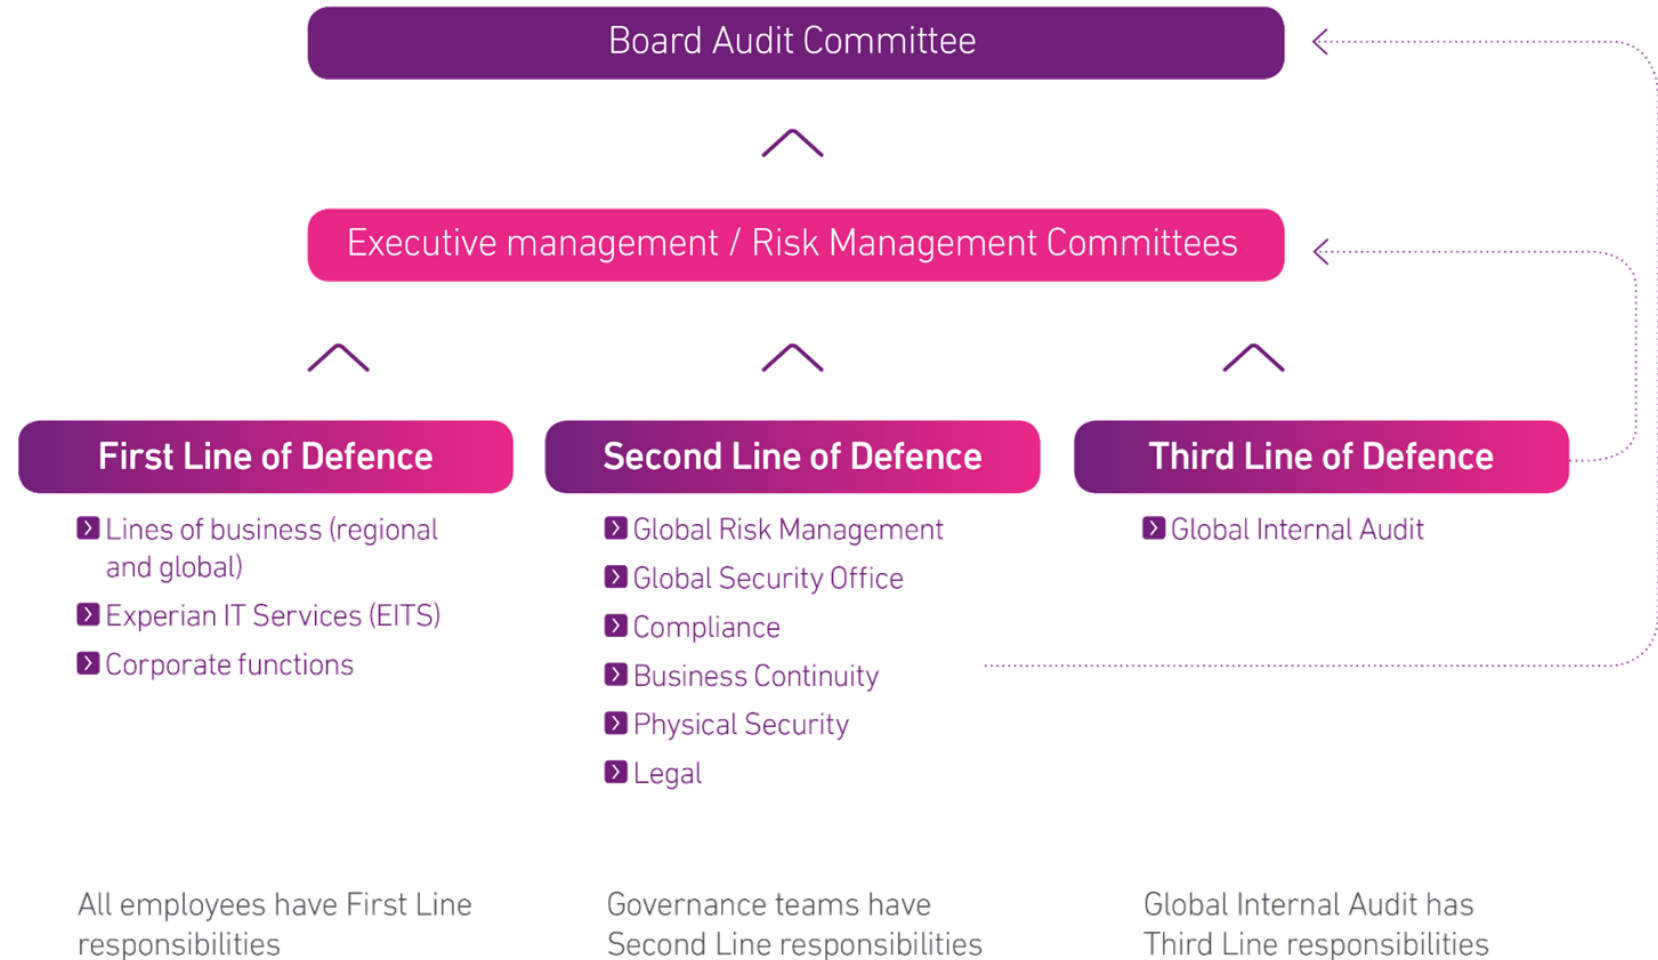 Board Audit Committee
Executive management / Risk Management Committees
First Line of Defence
Lines of business (regional
and global)
Experian IT Services (EITS)
Corporate functions
All employees have First Line
responsibilities
Second Line of Defence
Global Risk Management
Global Security Office
Compliance
Business Continuity
Physical Security
Legal
Governance teams have
Second Line responsibilities
Third Line of Defence
Global Internal Audit
Global Internal Audit has
Third Line responsibilities